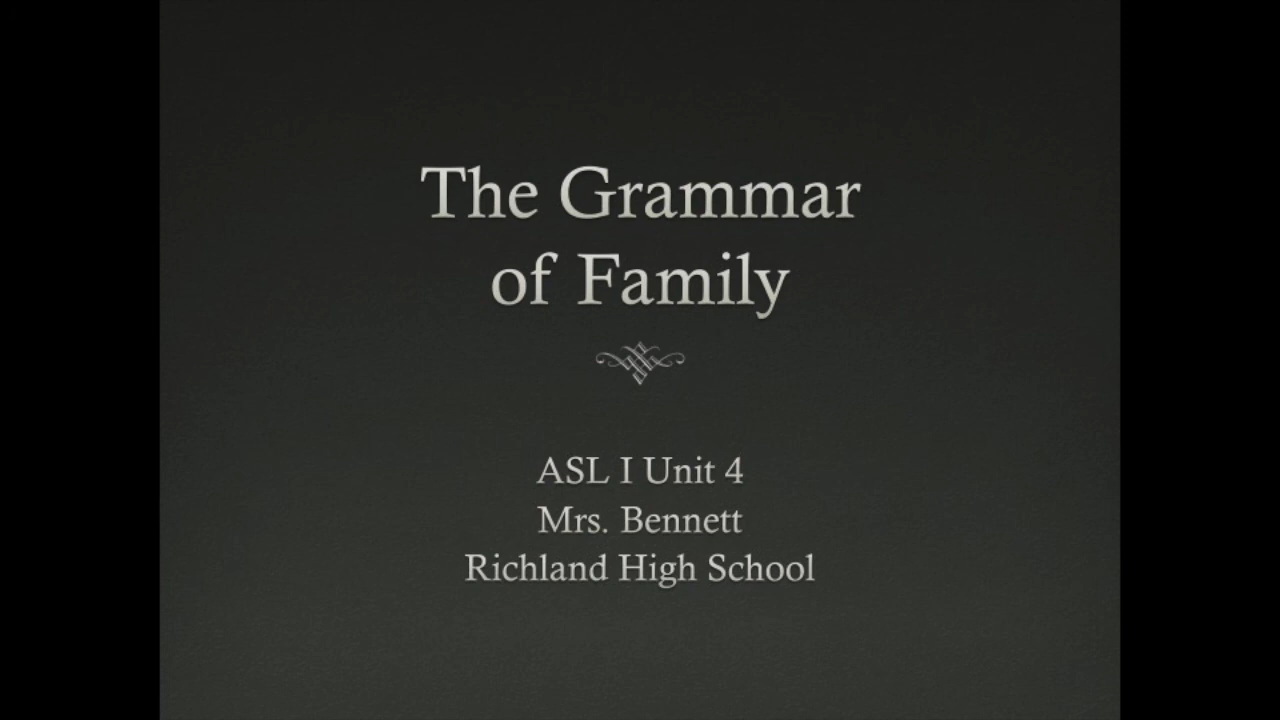 The Grammar
of Family
ASL I Unit 4
Mrs. Bennett
Richland High School